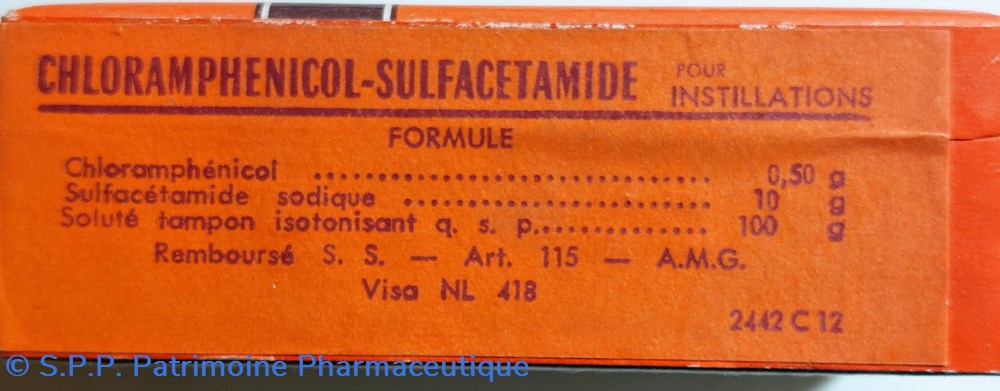 CHLORAMPHENICOL-SULFACETAMIDE POUR INSTILLATIONS
FORMULE
Chloramphénicol ................................ 0,50 g
Sulfacétamide sodique .......................... 10 g
Soluté tampon isotonisant q. s. p............... 100 g
Remboursé S. S. — Art. 115 — A.M.G.
Visa NL 418
2442 C 12
© S.P.P. Patrimoine Pharmaceutique